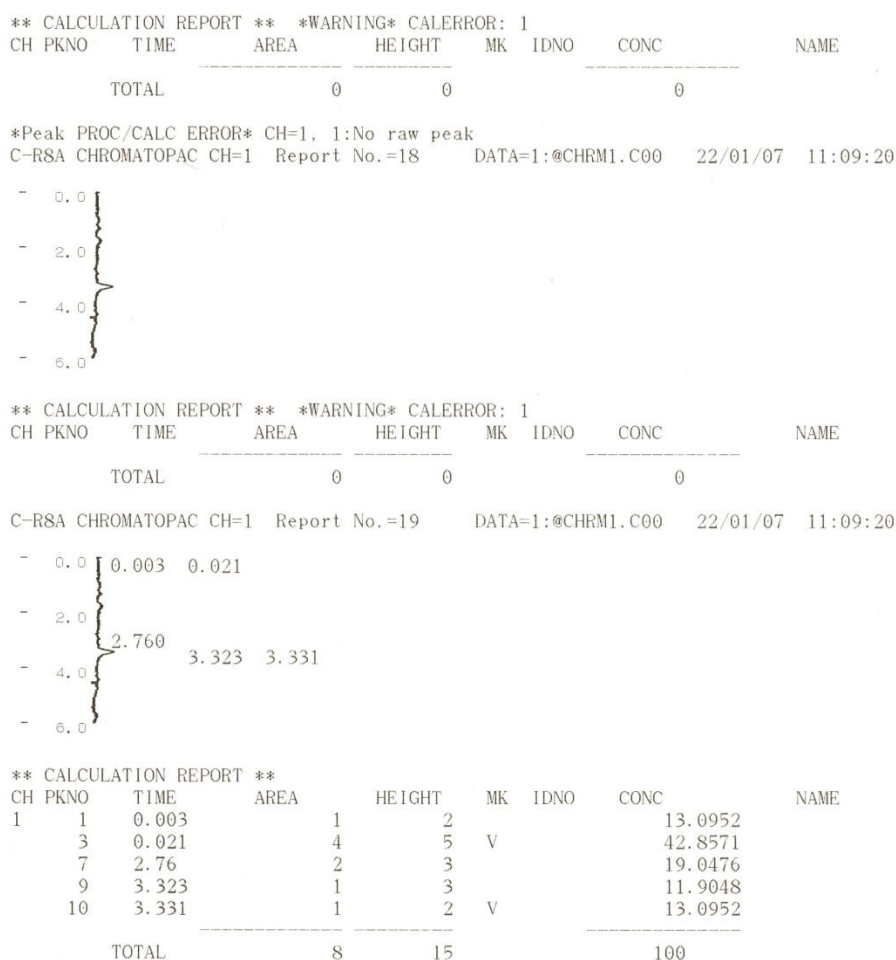 ** CALCULATION REPORT **  *WARNING* CALERROR: 1
CH PKNO TIME AREA HEIGHT MK IDNO CONC NAME
TOTAL 0 0 0
*Peak PROC/CALC ERROR* CH=1, 1:No raw peak
C-R8A CHROMATOPAC CH=1 Report No.=18 DATA=1:@CHRM1.C00 22/01/07 11:09:20
0.0
2.0
4.0
6.0
** CALCULATION REPORT **  *WARNING* CALERROR: 1
CH PKNO TIME AREA HEIGHT MK IDNO CONC NAME
TOTAL 0 0 0
C-R8A CHROMATOPAC CH=1 Report No.=19 DATA=1:@CHRM1.C00 22/01/07 11:09:20
0.0 0.003 0.021
2.0
2.760
3.323 3.331
4.0
6.0
** CALCULATION REPORT **
CH PKNO TIME AREA HEIGHT MK IDNO CONC NAME
1 1 0.003 1 2 13.0952
3 0.021 4 5 V 42.8571
7 2.76 2 3 19.0476
9 3.323 1 3 11.9048
10 3.331 1 2 V 13.0952
TOTAL 8 15 100